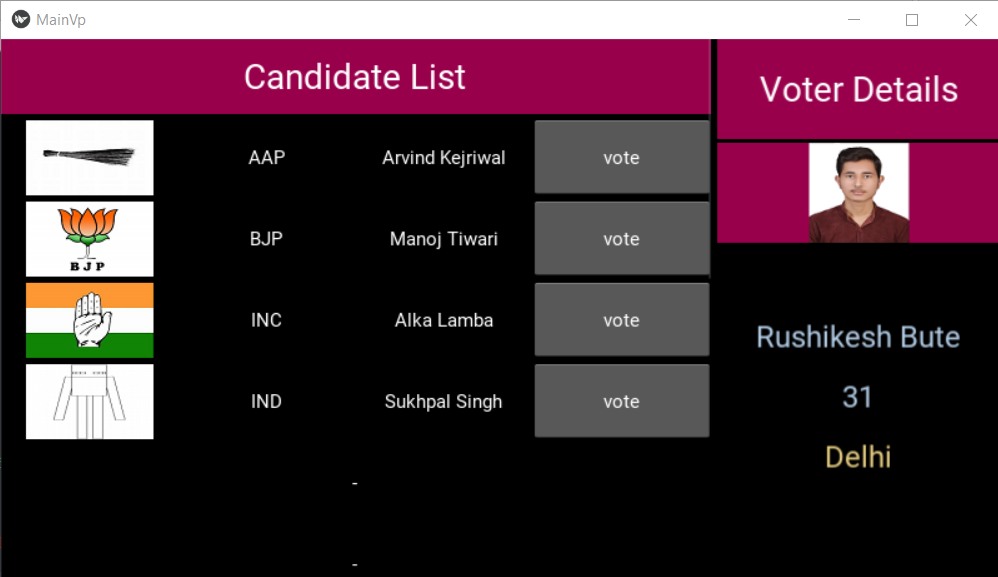 MainVp
Candidate List
AAP Arvind Kejriwal vote
BJP
BJP Manoj Tiwari vote
INC Alka Lamba vote
IND Sukhpal Singh vote
-
-
Voter Details
Rushikesh Bute
31
Delhi